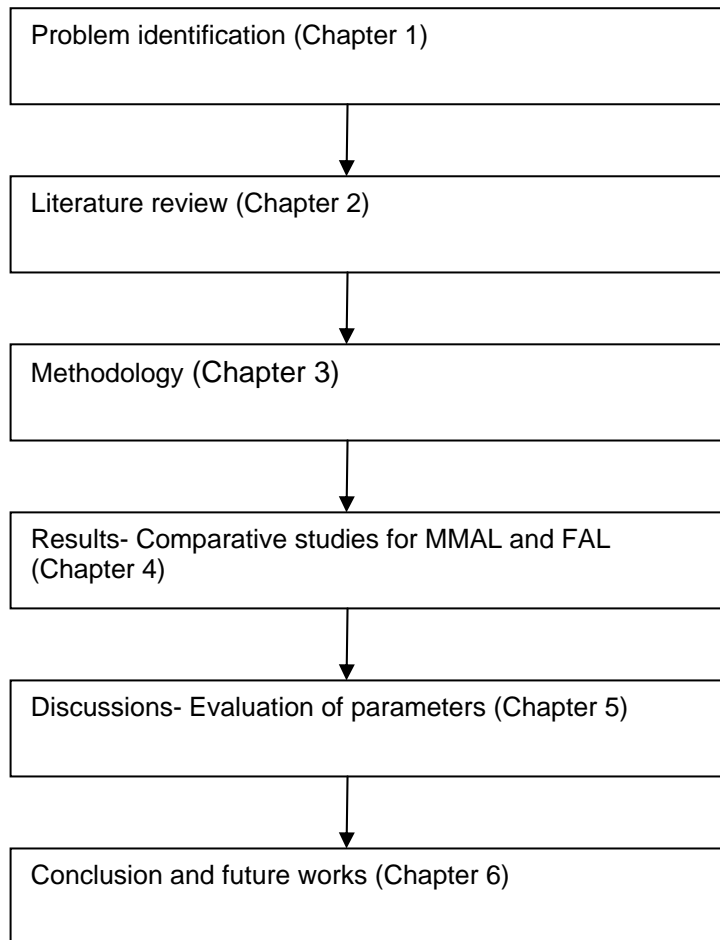 Problem identification (Chapter 1)
Literature review (Chapter 2)
Methodology (Chapter 3)
Results- Comparative studies for MMAL and FAL
(Chapter 4)
Discussions- Evaluation of parameters (Chapter 5)
Conclusion and future works (Chapter 6)